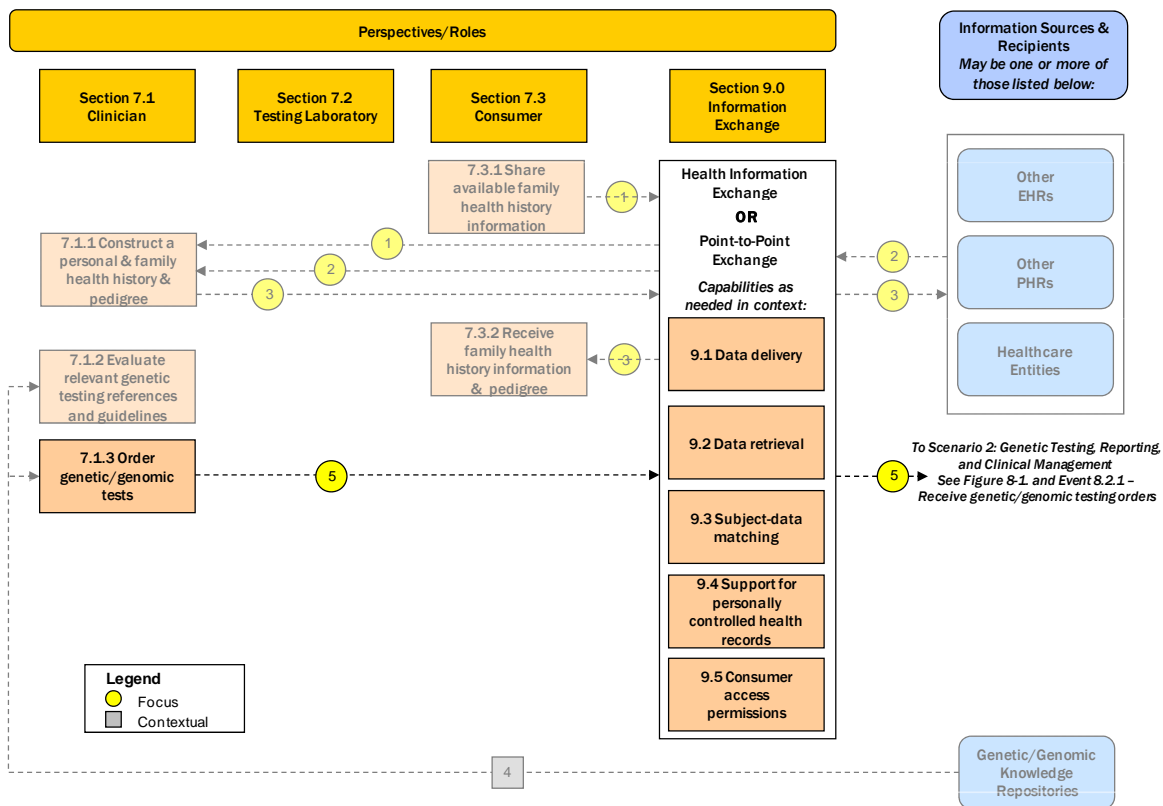 Perspectives/Roles
Information Sources &
Recipients
May be one or more of
those listed below:
Section 7.1
Clinician
Section 7.2
Testing Laboratory
Section 7.3
Consumer
Section 9.0
Information
Exchange
7.3.1 Share
available family
health history
information
1
Health Information
Exchange
OR
Point-to-Point
Exchange
Capabilities as
needed in context:
Other
EHRs
7.1.1 Construct a
personal & family
health history &
pedigree
1
2
3
2
3
Other
PHRs
7.3.2 Receive
family health
history information
& pedigree
3
9.1 Data delivery
Healthcare
Entities
7.1.2 Evaluate
relevant genetic
testing references
and guidelines
7.1.3 Order
genetic/genomic
tests
5
9.2 Data retrieval
5
To Scenario 2: Genetic Testing, Reporting,
and Clinical Management
See Figure 8-1. and Event 8.2.1 –
Receive genetic/genomic testing orders
9.3 Subject-data
matching
9.4 Support for
personally
controlled health
records
9.5 Consumer
access
permissions
Legend
Focus
Contextual
4
Genetic/Genomic
Knowledge
Repositories